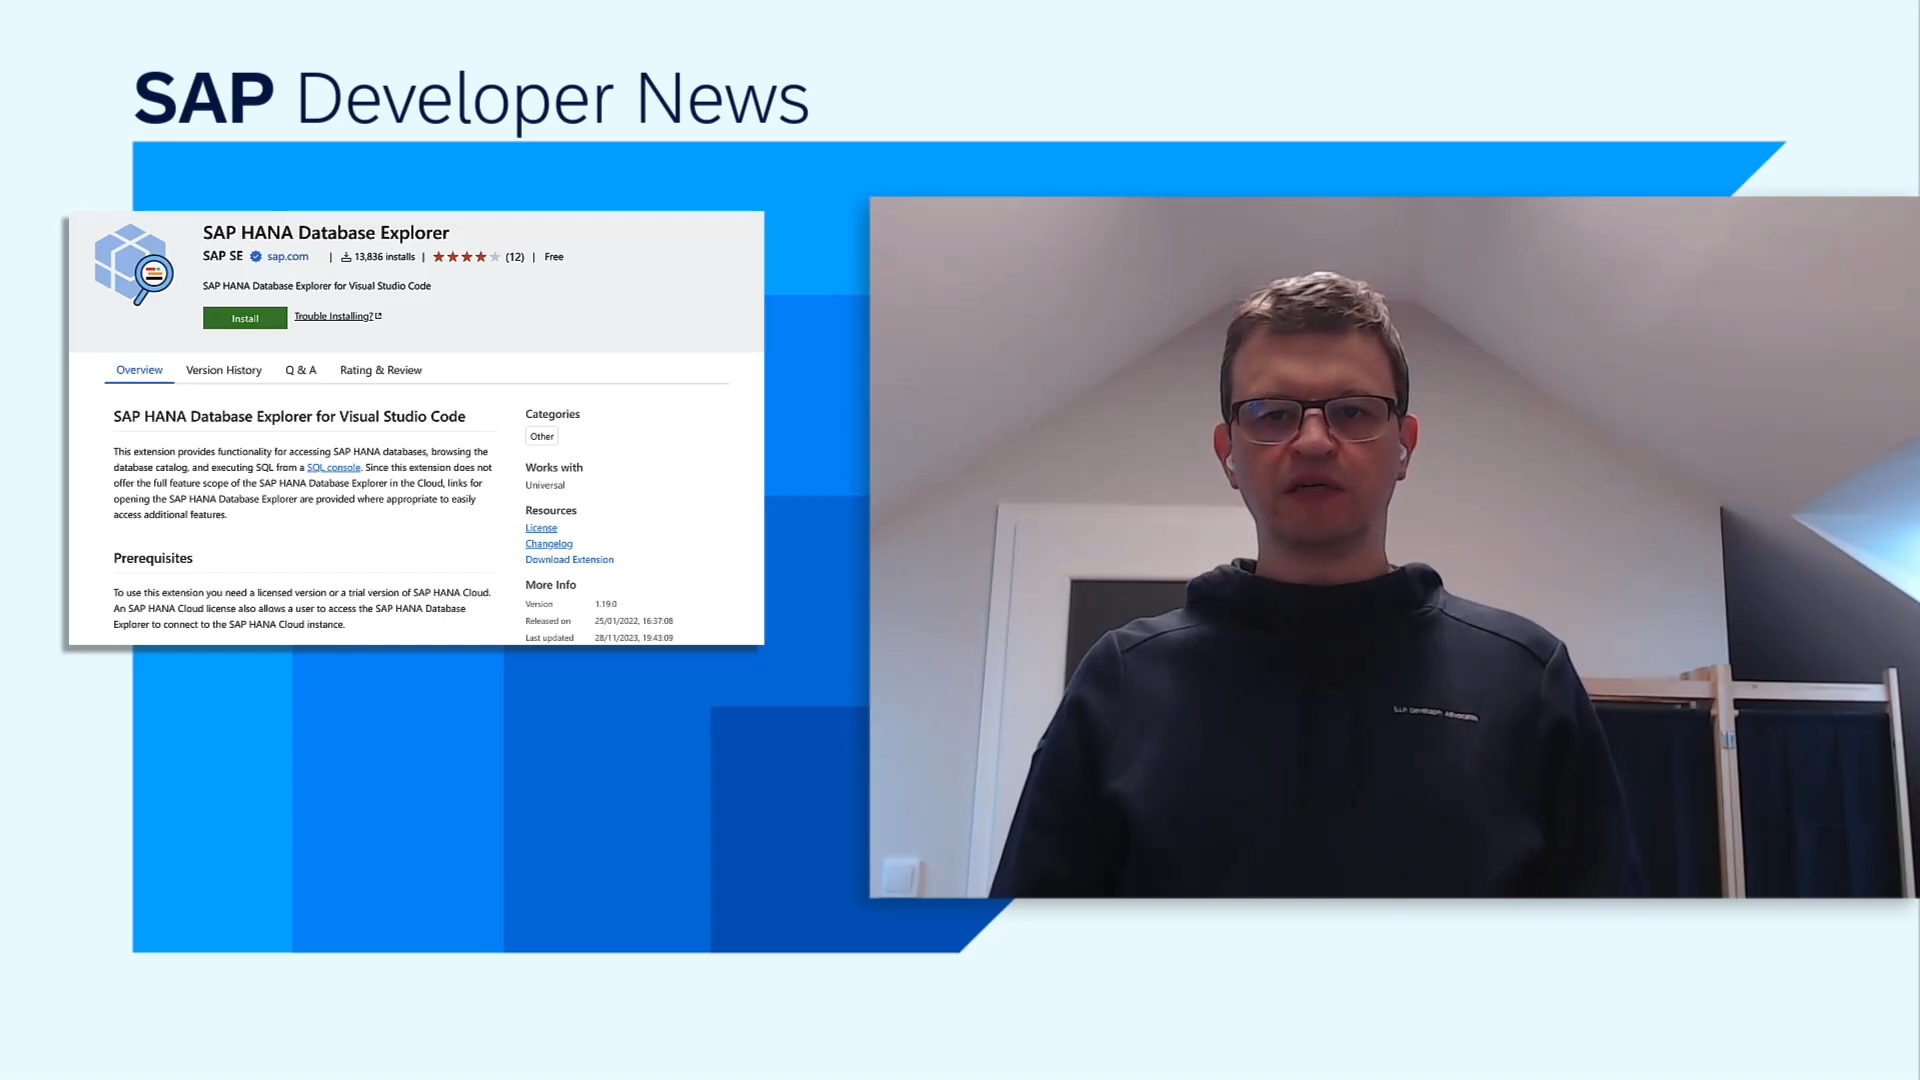 SAP Developer News
SAP HANA Database Explorer
SAP SE sap.com | 13,836 installs | (12) | Free
SAP HANA Database Explorer for Visual Studio Code
Install Trouble Installing?
Overview Version History Q & A Rating & Review
SAP HANA Database Explorer for Visual Studio Code
This extension provides functionality for accessing SAP HANA databases, browsing the
database catalog, and executing SQL from a SQL console. Since this extension does not
offer the full feature scope of the SAP HANA Database Explorer in the Cloud, links for
opening the SAP HANA Database Explorer are provided where appropriate to easily
access additional features.
Prerequisites
To use this extension you need a licensed version or a trial version of SAP HANA Cloud.
An SAP HANA Cloud license also allows a user to access the SAP HANA Database
Explorer to connect to the SAP HANA Cloud instance.
Categories
Other
Works with
Universal
Resources
License
Changelog
Download Extension
More Info
Version 1.19.0
Released on 25/01/2022, 16:37:08
Last updated 28/11/2023, 19:43:09
SAP Developer Advocates